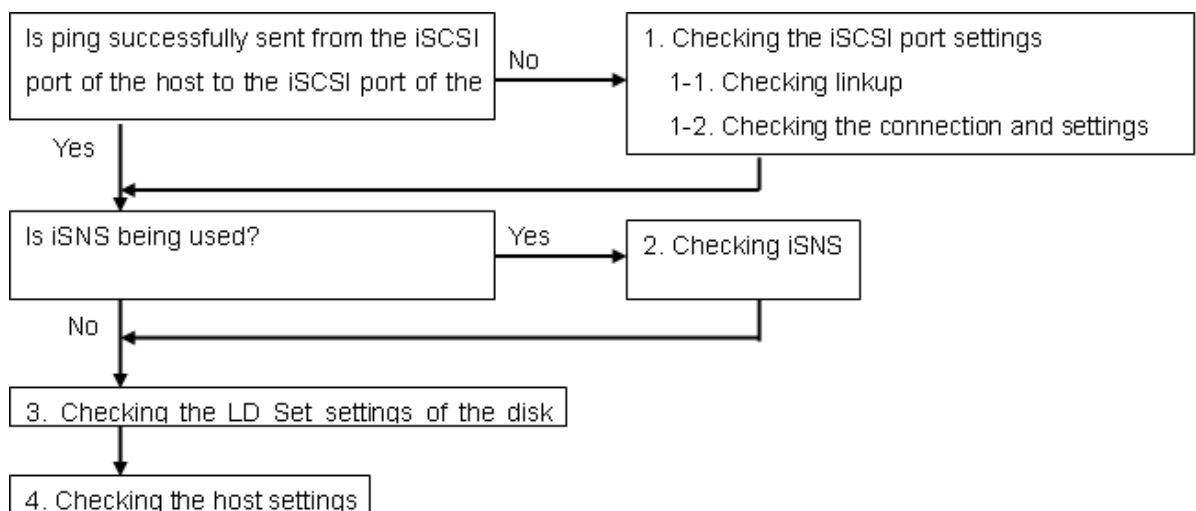 Is ping successfully sent from the iSCSI
port of the host to the iSCSI port of the
No
1. Checking the iSCSI port settings
1-1. Checking linkup
1-2. Checking the connection and settings
Yes
Is iSNS being used?
Yes
2. Checking iSNS
No
3. Checking the LD Set settings of the disk
4. Checking the host settings